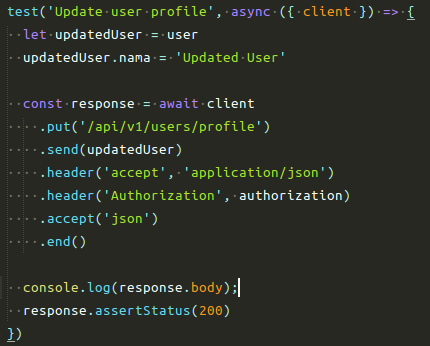 test('Update user profile', async ({ client }) => {
  let updatedUser = user
  updatedUser.nama = 'Updated User'

  const response = await client
    .put('/api/v1/users/profile')
    .send(updatedUser)
    .header('accept', 'application/json')
    .header('Authorization', authorization)
    .accept('json')
    .end()

  console.log(response.body);
  response.assertStatus(200)
})